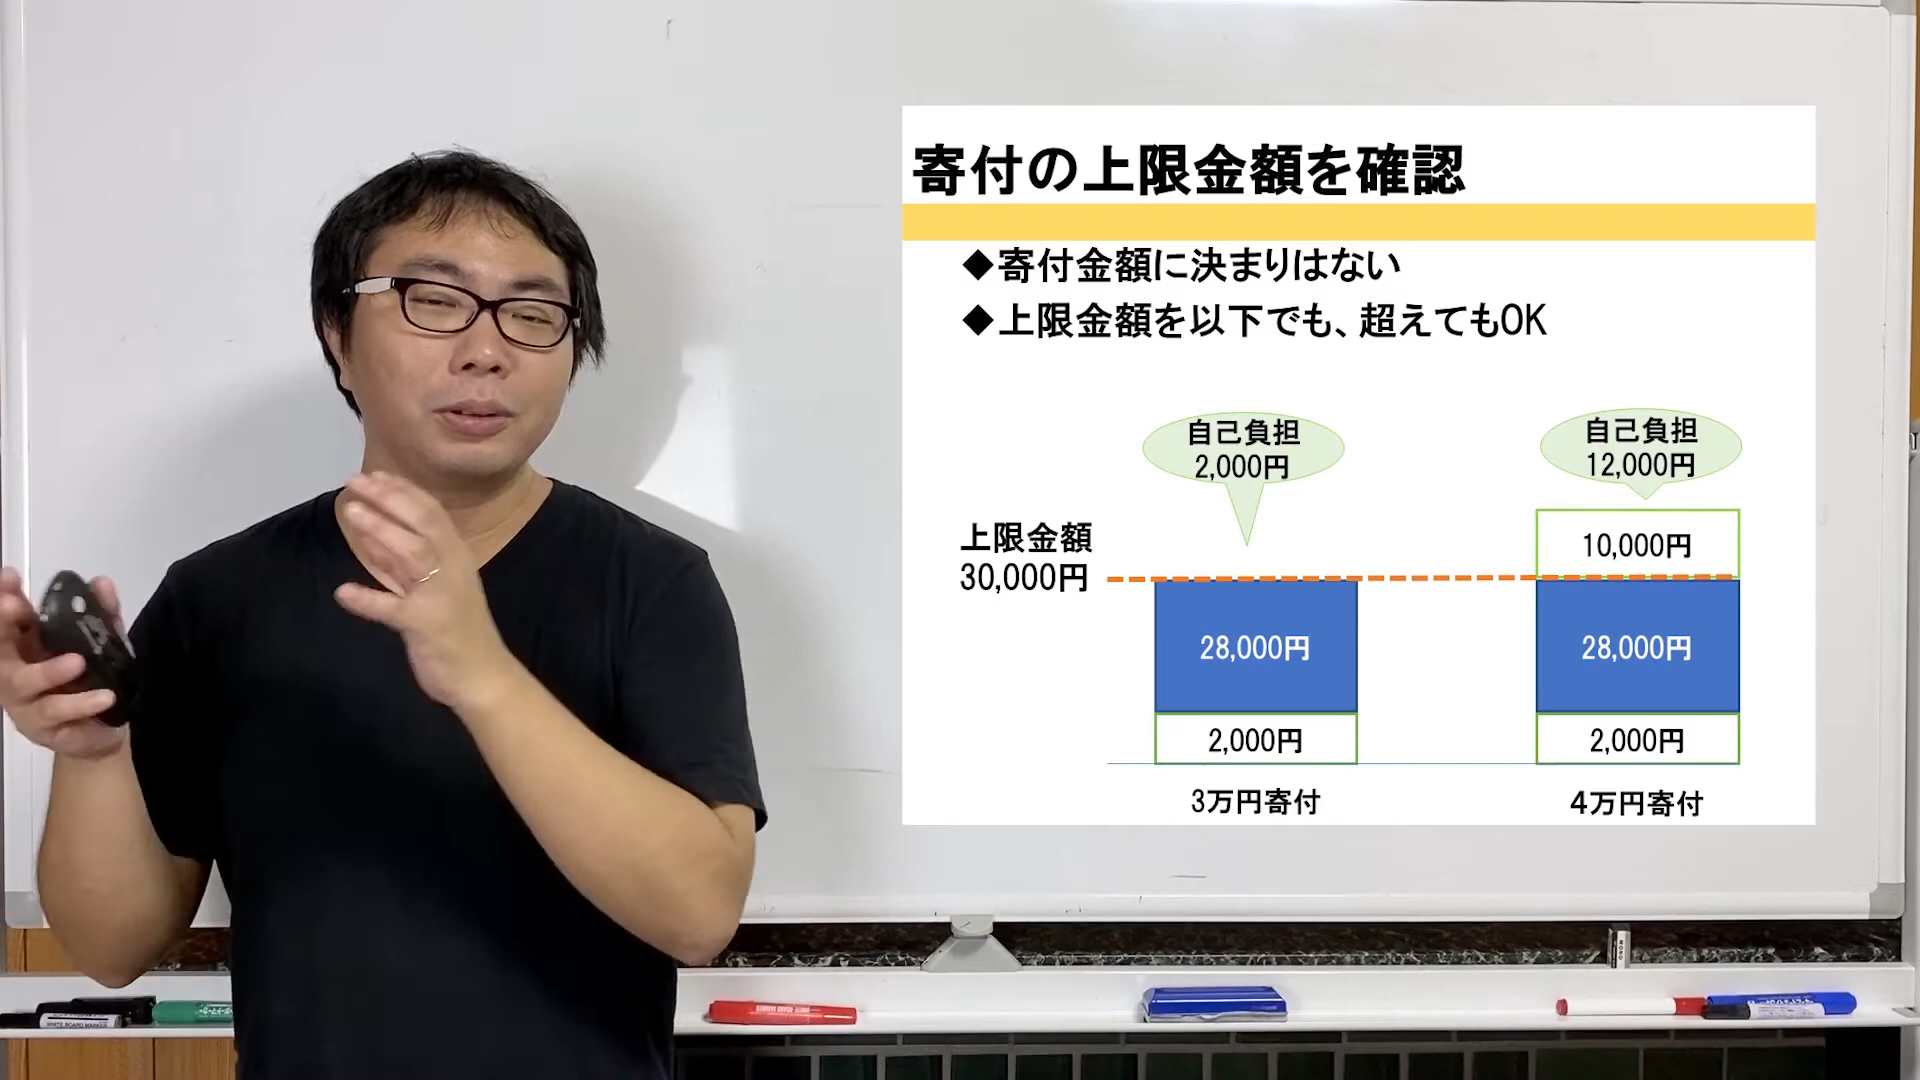 寄付の上限金額を確認
◆寄付金額に決まりはない
◆上限金額を以下でも、超えてもOK
自己負担
2,000円
自己負担
12,000円
上限金額
30,000円
10,000円
28,000円
28,000円
2,000円
2,000円
3万円寄付
4万円寄付
MONO
WHITE BOARD MARKER